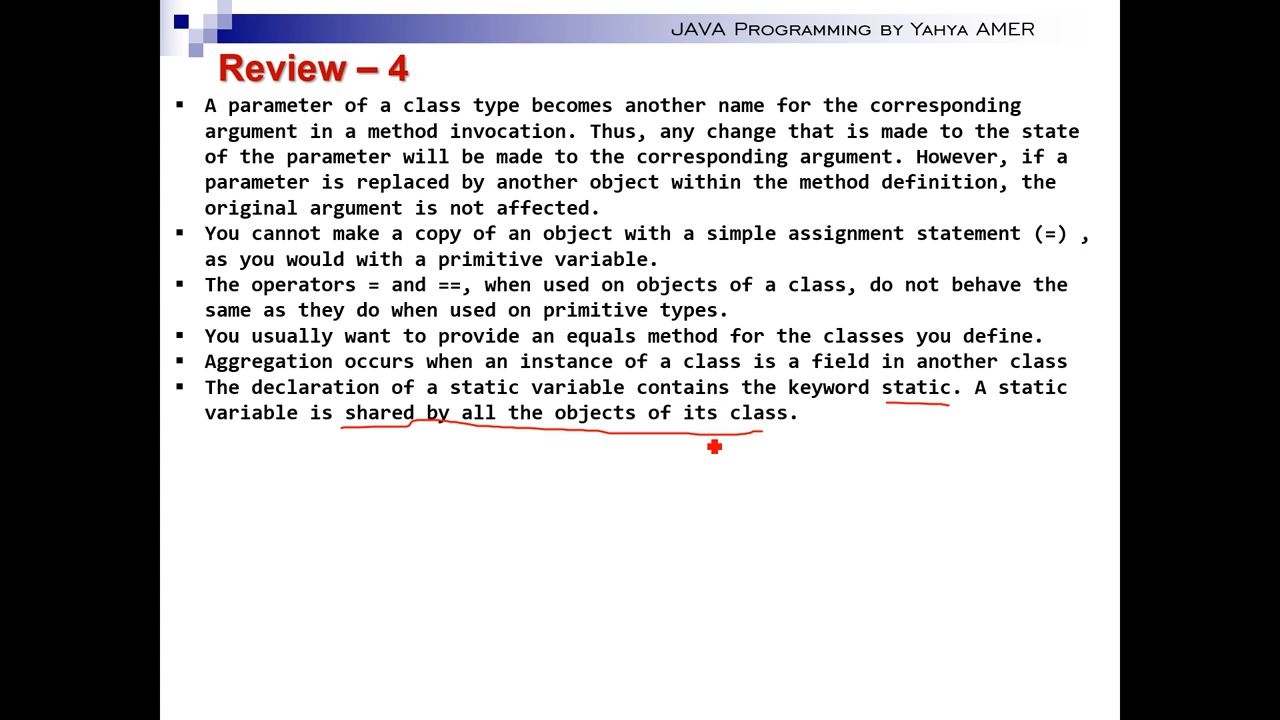 JAVA Programming by Yahya AMER
Review – 4
▪ A parameter of a class type becomes another name for the corresponding
argument in a method invocation. Thus, any change that is made to the state
of the parameter will be made to the corresponding argument. However, if a
parameter is replaced by another object within the method definition, the
original argument is not affected.
▪ You cannot make a copy of an object with a simple assignment statement (=) ,
as you would with a primitive variable.
▪ The operators = and ==, when used on objects of a class, do not behave the
same as they do when used on primitive types.
▪ You usually want to provide an equals method for the classes you define.
▪ Aggregation occurs when an instance of a class is a field in another class
▪ The declaration of a static variable contains the keyword static. A static
variable is shared by all the objects of its class.